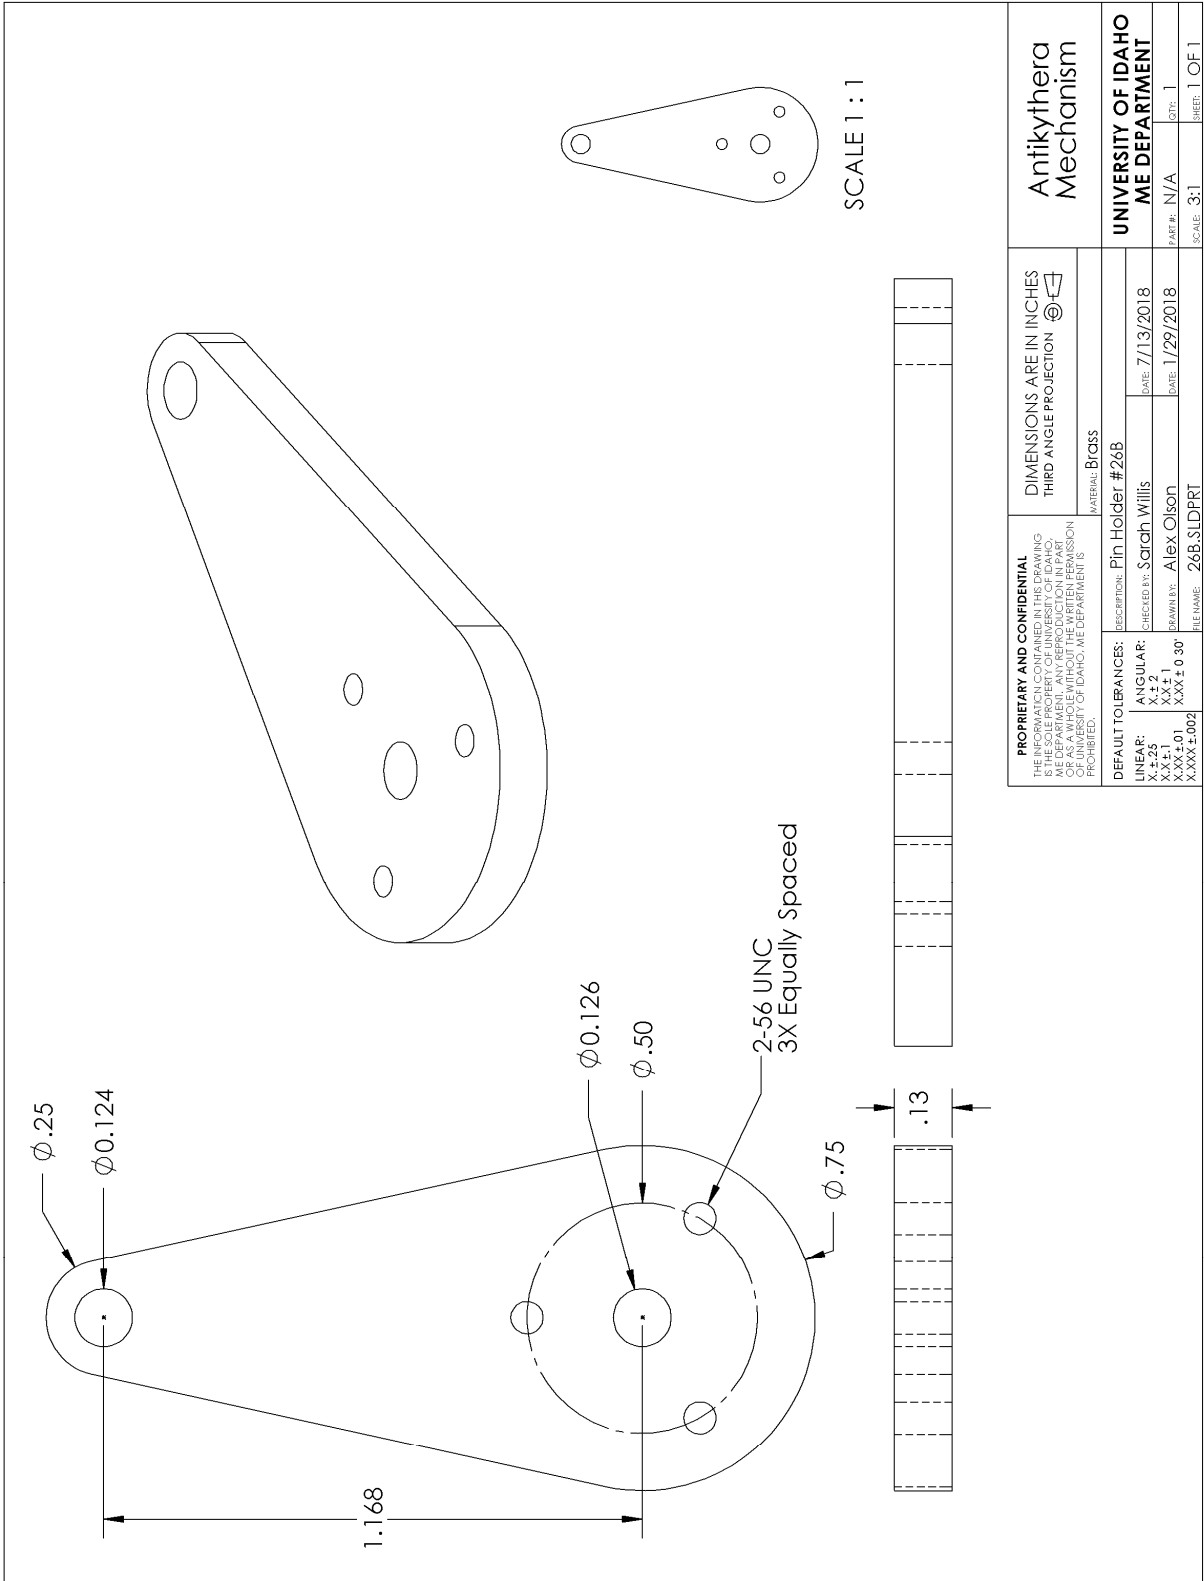 ∅.25
∅0.124
1.168
∅0.126
∅.50
2-56 UNC
3X Equally Spaced
∅.75
.13
SCALE 1 : 1
PROPRIETARY AND CONFIDENTIAL
THE INFORMATION CONTAINED IN THIS DRAWING
IS THE SOLE PROPERTY OF UNIVERSITY OF IDAHO,
ME DEPARTMENT. ANY REPRODUCTION IN PART
OR AS A WHOLE WITHOUT THE WRITTEN PERMISSION
OF UNIVERSITY OF IDAHO, ME DEPARTMENT IS
PROHIBITED.
DIMENSIONS ARE IN INCHES
THIRD ANGLE PROJECTION
MATERIAL: Brass
Antikythera
Mechanism
DEFAULT TOLERANCES:
LINEAR:
X.±.25
X.X±.1
X.XX±.01
X.XXX±.002
ANGULAR:
X.± 2
X.X± 1
X.XX± 0 30'
DESCRIPTION: Pin Holder #26B
CHECKED BY: Sarah Willis
DATE: 7/13/2018
DRAWN BY: Alex Olson
DATE: 1/29/2018
FILE NAME: 26B.SLDPRT
UNIVERSITY OF IDAHO
ME DEPARTMENT
PART #: N/A
QTY: 1
SCALE: 3:1
SHEET: 1 OF 1